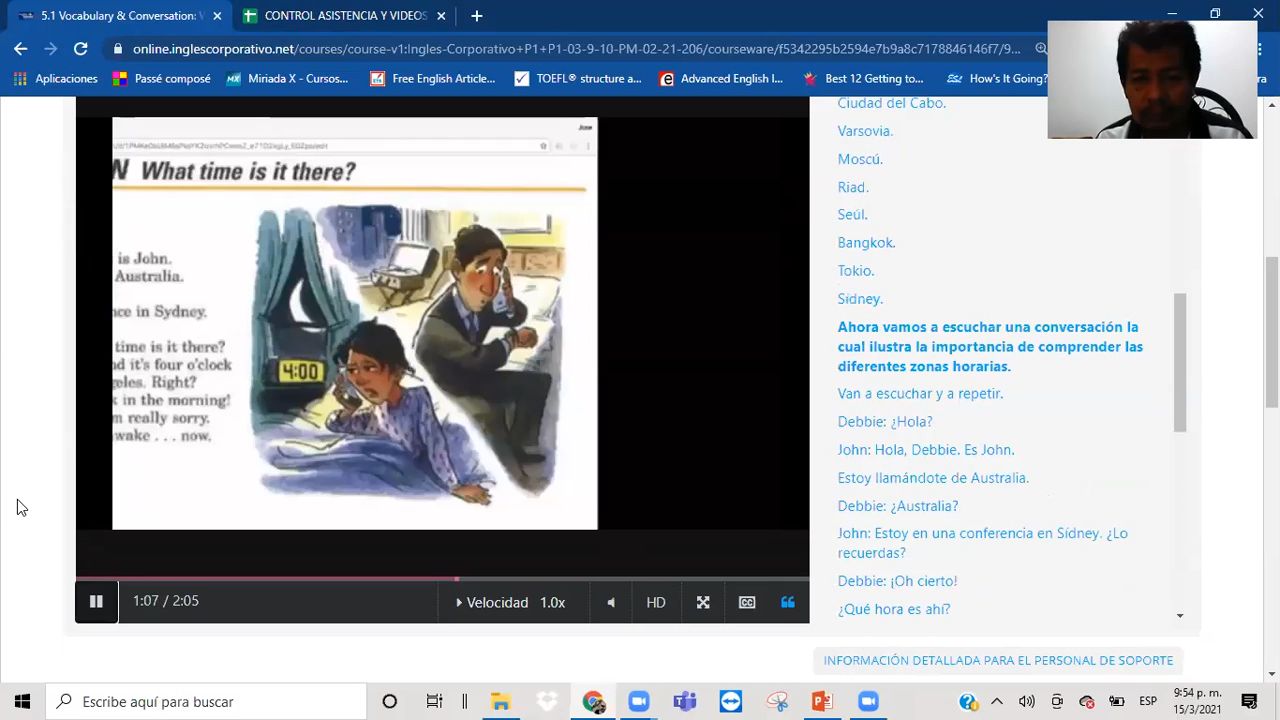 5.1 Conversation V
CONTROL ASISTENCIA Y VIDEOS
online.inglescorporativo.net/courses/course-v1:Ingles-Corporativo+P1+P1-03-9-10-PM-02-21-206/courseware/f5342295b2594e7b9a8c7178846146f7/9...
Aplicaciones
Passé composé
Miriada X - Cursos...
Free English Article...
TOEFL® structure a...
Advanced English l...
Best 12 Getting to...
How's It Going?
ra
Jose
N What time is it there?
is John.
Australia.
nce in Sydney.
time is it there?
d it's four o'clock
geles. Right?
k in the morning!
m really sorry.
wake . . . now.
4:00
1:07 / 2:05
Velocidad 1.0x
HD
Ciudad del Cabo.
Varsovia.
Moscú.
Riad.
Seúl.
Bangkok.
Tokio.
Sídney.
Ahora vamos a escuchar una conversación la
cual ilustra la importancia de comprender las
diferentes zonas horarias.
Van a escuchar y a repetir.
Debbie: ¿Hola?
John: Hola, Debbie. Es John.
Estoy llamándote de Australia.
Debbie: ¿Australia?
John: Estoy en una conferencia en Sídney. ¿Lo
recuerdas?
Debbie: ¡Oh cierto!
¿Qué hora es ahí?
INFORMACIÓN DETALLADA PARA EL PERSONAL DE SOPORTE
Escribe aquí para buscar
ESP
9:54 p. m.
15/3/2021